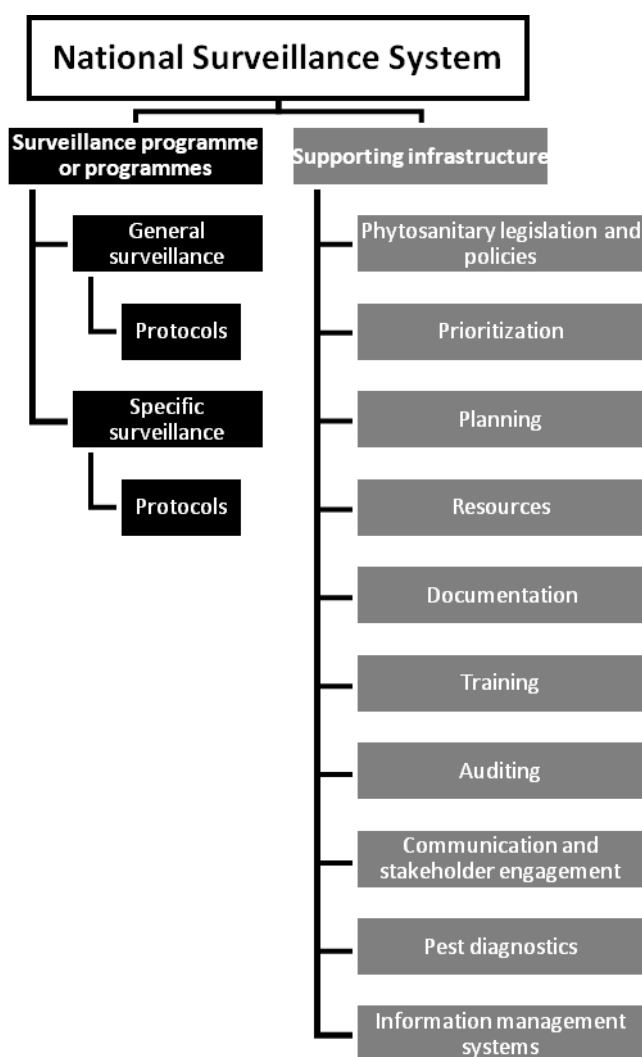 National Surveillance System
Surveillance programme
or programmes
General
surveillance
Protocols
Specific
surveillance
Protocols
Supporting infrastructure
Phytosanitary legislation and
policies
Prioritization
Planning
Resources
Documentation
Training
Auditing
Communication and
stakeholder engagement
Pest diagnostics
Information management
systems